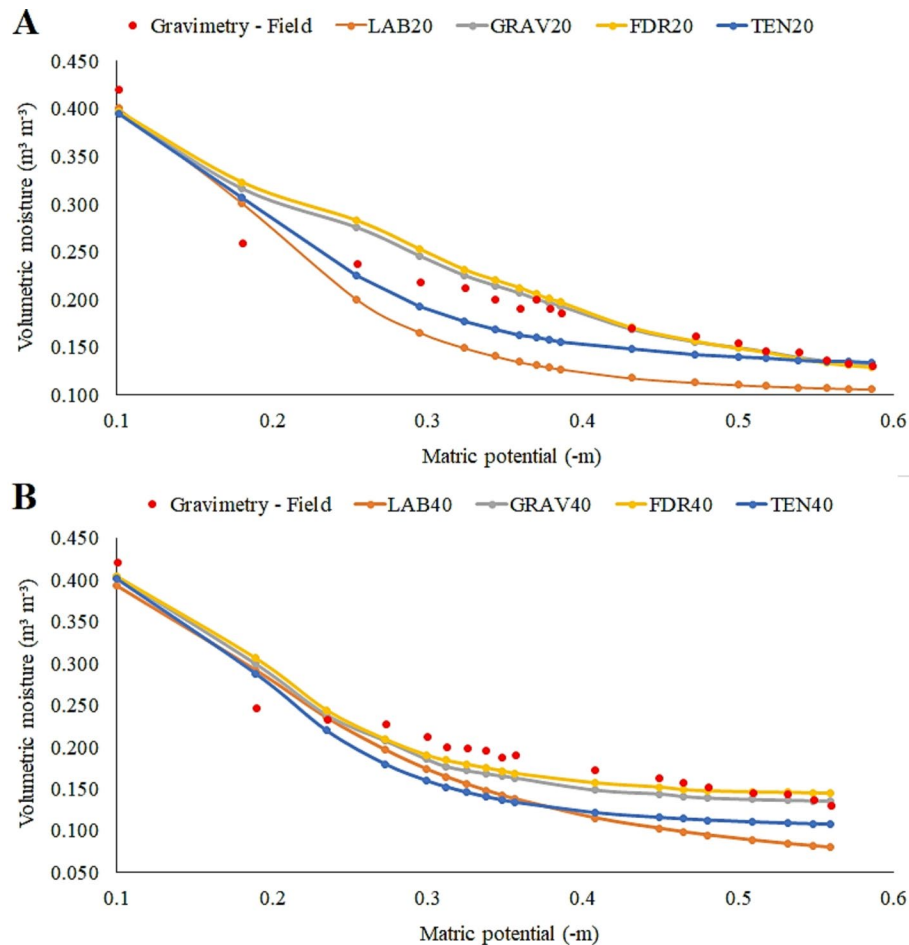 A
Gravimetry - Field LAB20 GRAV20 FDR20 TEN20
Volumetric moisture (m³ m⁻³)
0.450
0.400
0.350
0.300
0.250
0.200
0.150
0.100
0.1 0.2 0.3 0.4 0.5 0.6
Matric potential (-m)
B
Gravimetry - Field LAB40 GRAV40 FDR40 TEN40
Volumetric moisture (m³ m⁻³)
0.450
0.400
0.350
0.300
0.250
0.200
0.150
0.100
0.050
0.1 0.2 0.3 0.4 0.5 0.6
Matric potential (-m)